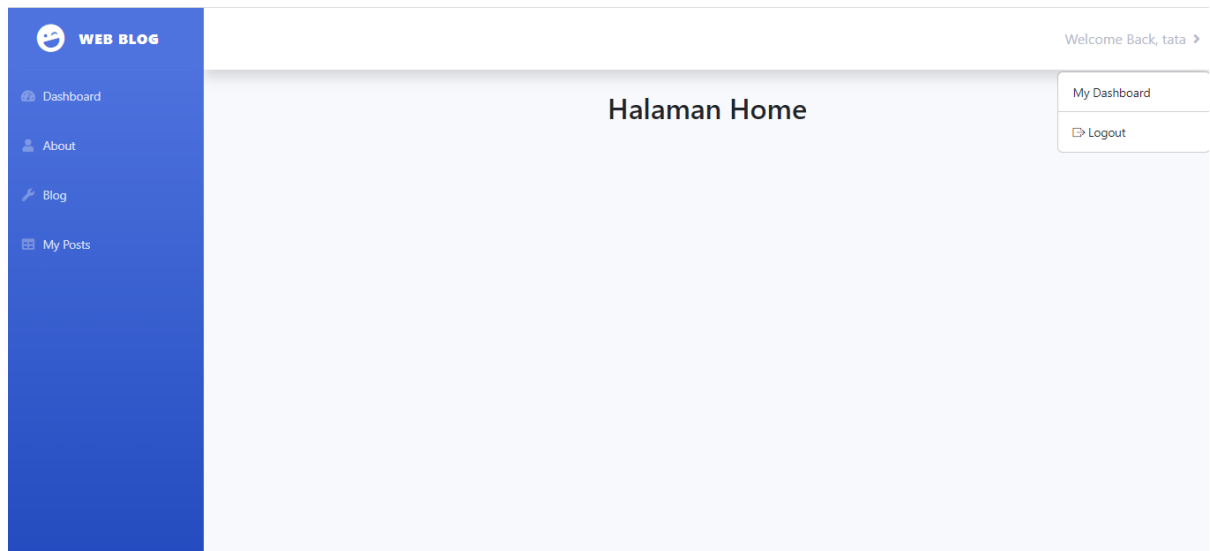 WEB BLOG
Welcome Back, tata
Dashboard
About
Blog
My Posts
Halaman Home
My Dashboard
Logout